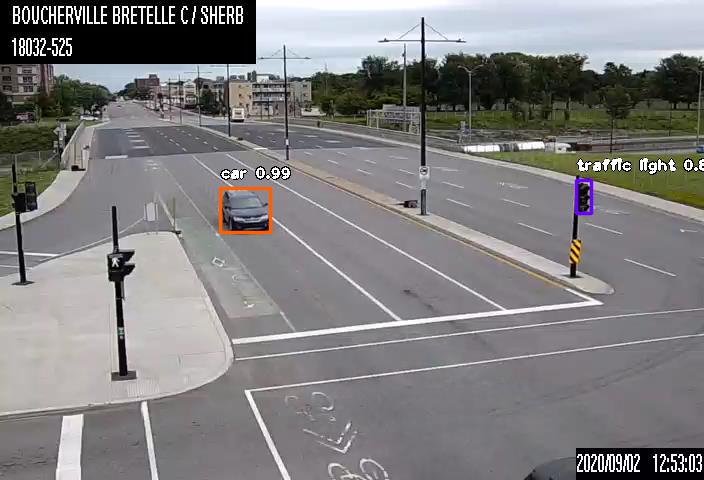 BOUCHERVILLE BRETELLE C / SHERB
18032-525
car 0.99
traffic light 0.8
2020/09/02 12:53:03